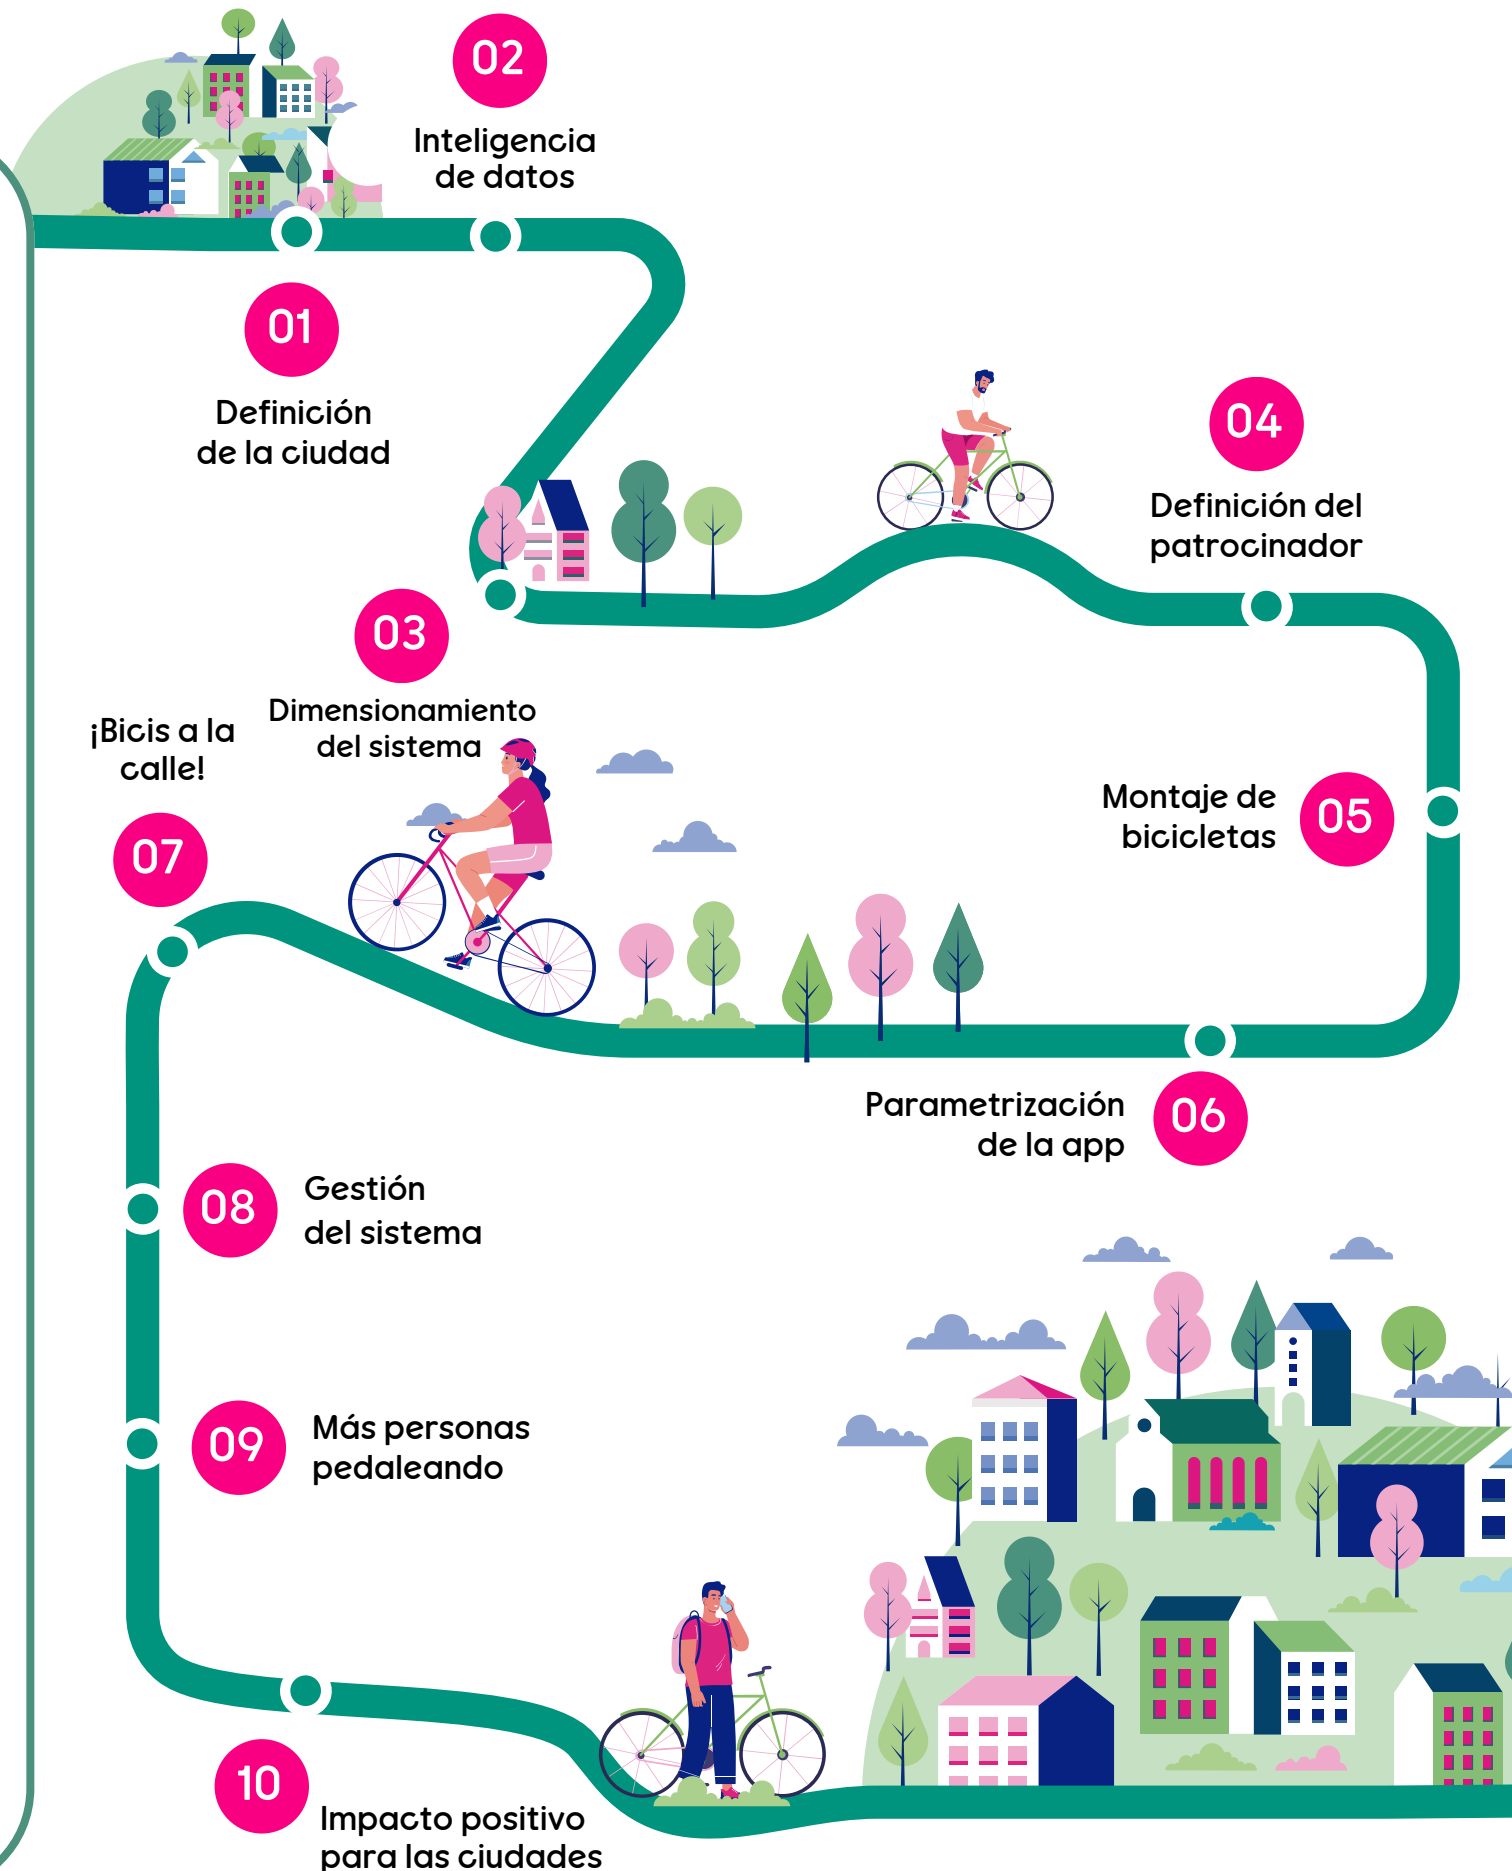 01
Definición
de la ciudad
02
Inteligencia
de datos
03
Dimensionamiento
del sistema
04
Definición del
patrocinador
05
Montaje de
bicicletas
06
Parametrización
de la app
07
¡Bicis a la
calle!
08
Gestión
del sistema
09
Más personas
pedaleando
10
Impacto positivo
para las ciudades